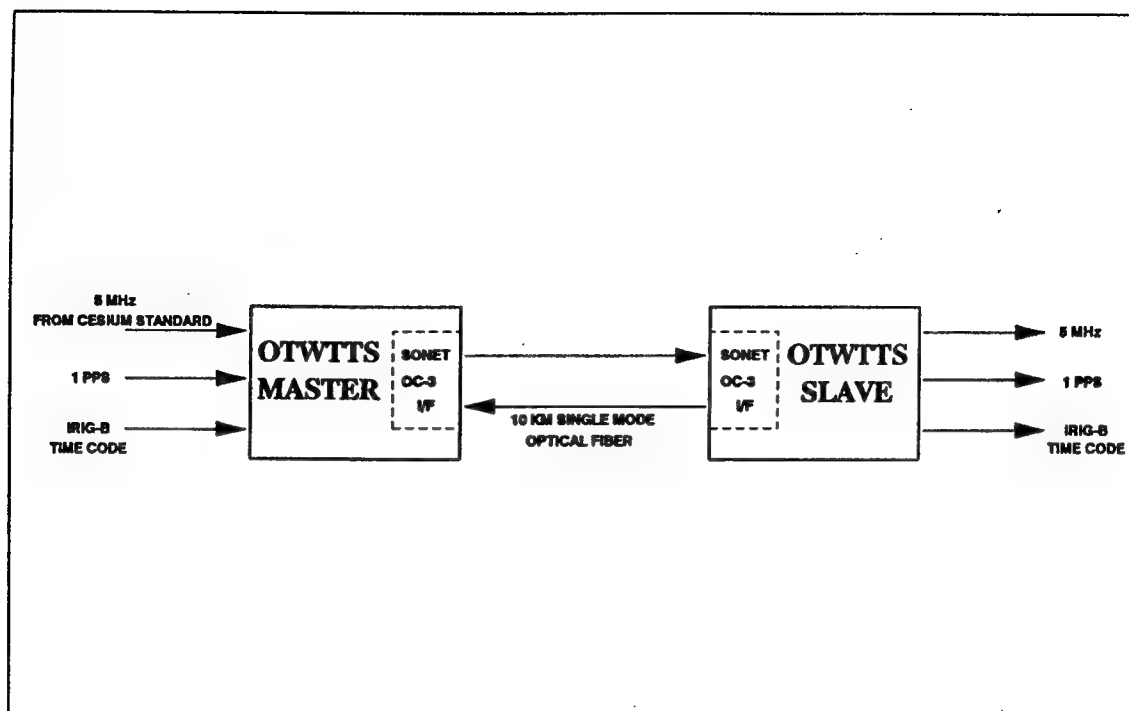 5 MHz
FROM CESIUM STANDARD
1 PPS
IRIG-B
TIME CODE
OTWTTS
MASTER
SONET
OC-3
I/F
10 KM SINGLE MODE
OPTICAL FIBER
SONET
OC-3
I/F
OTWTTS
SLAVE
5 MHz
1 PPS
IRIG-B
TIME CODE